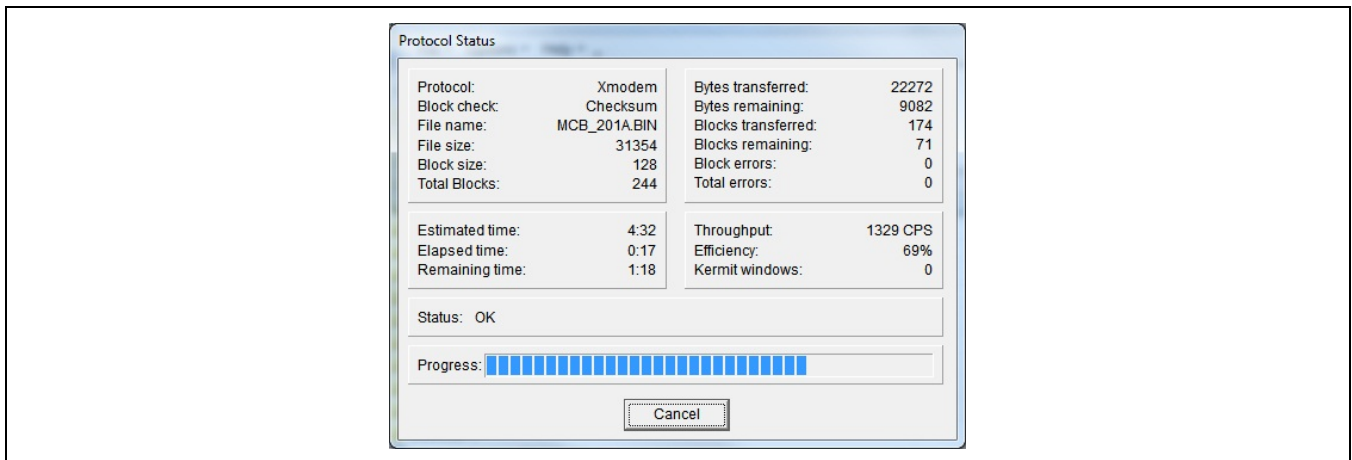 Protocol Status
Protocol: Xmodem
Block check: Checksum
File name: MCB_201A.BIN
File size: 31354
Block size: 128
Total Blocks: 244
Bytes transferred: 22272
Bytes remaining: 9082
Blocks transferred: 174
Blocks remaining: 71
Block errors: 0
Total errors: 0
Estimated time: 4:32
Elapsed time: 0:17
Remaining time: 1:18
Throughput: 1329 CPS
Efficiency: 69%
Kermit windows: 0
Status: OK
Progress:
Cancel